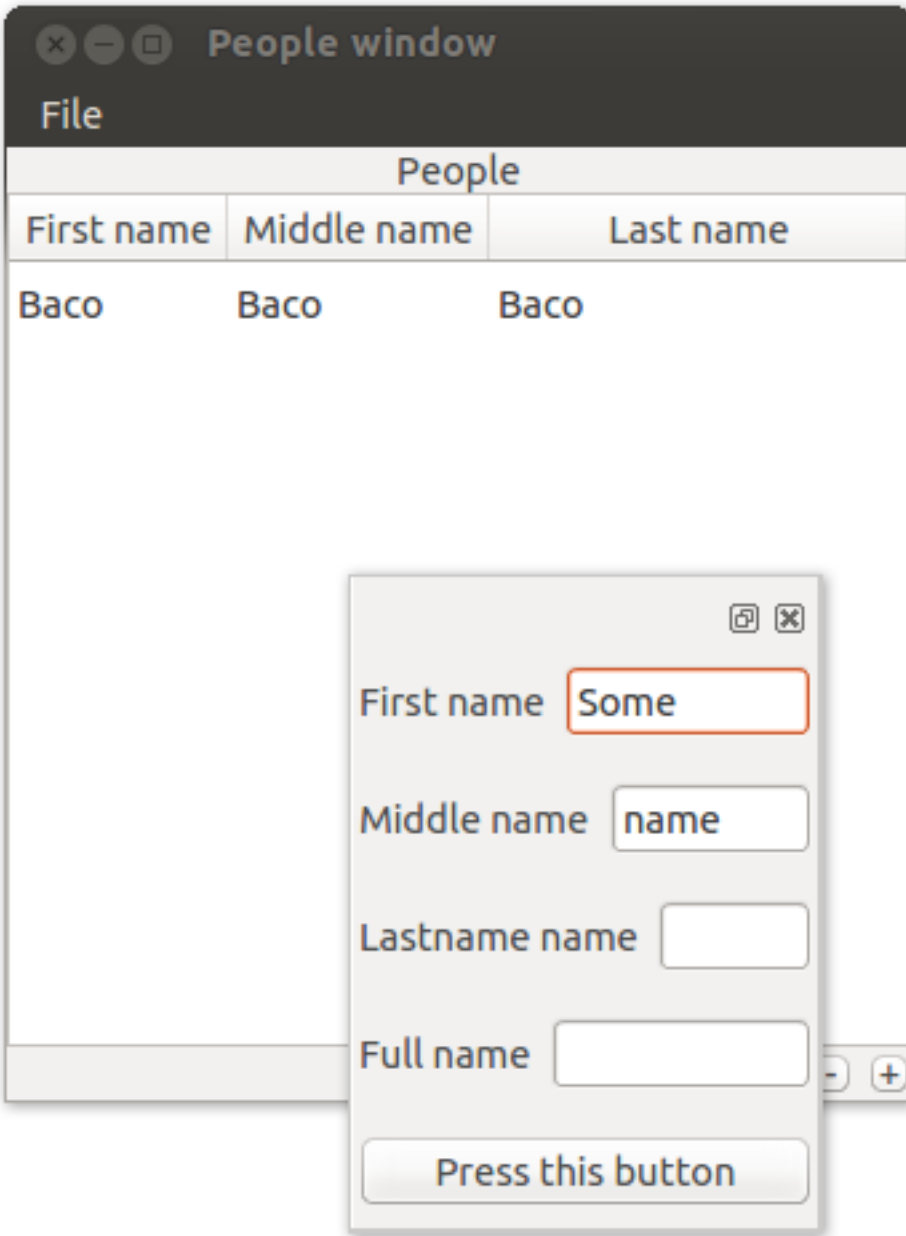 People window
File
People
First name Middle name Last name
Baco Baco Baco
First name Some
Middle name name
Lastname name
Full name
- +
Press this button